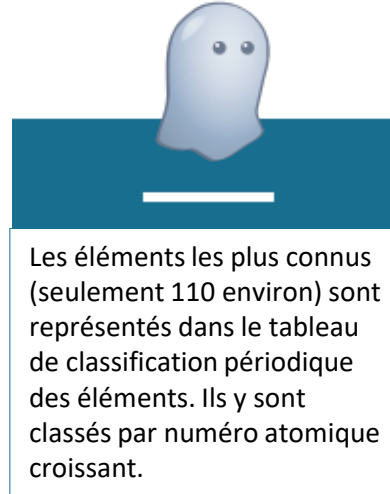 Les éléments les plus connus
(seulement 110 environ) sont
représentés dans le tableau
de classification périodique
des éléments. Ils y sont
classés par numéro atomique
croissant.